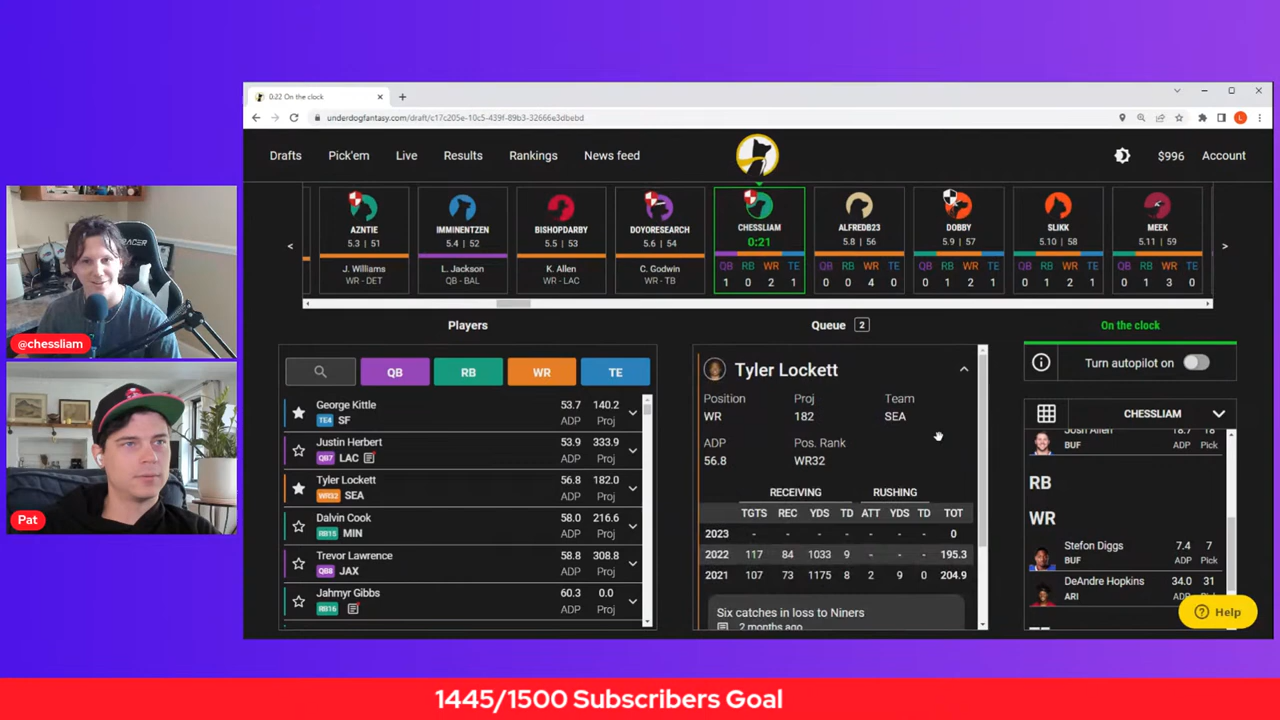 0:22 On the clock
underdogfantasy.com/draft/c17c205e-10c5-439f-89b3-32666e3dbebd
Drafts Pick'em Live Results Rankings News feed
$996 Account
AZNTIE
5.3 | 51
J. Williams
WR - DET
IMMINENTZEN
5.4 | 52
L. Jackson
QB - BAL
BISHOPDARBY
5.5 | 53
K. Allen
WR - LAC
DOYORESEARCH
5.6 | 54
C. Godwin
WR - TB
CHESSLIAM
0:21
QB RB WR TE
1 0 2 1
ALFREDB23
5.8 | 56
QB RB WR TE
0 0 4 0
DOBBY
5.9 | 57
QB RB WR TE
0 1 2 1
SLIKK
5.10 | 58
QB RB WR TE
0 1 2 1
MEEK
5.11 | 59
QB RB WR TE
0 1 3 0
Players
QB RB WR TE
George Kittle 53.7 140.2
TE4 SF ADP Proj
Justin Herbert 53.9 333.9
QB7 LAC ADP Proj
Tyler Lockett 56.8 182.0
WR32 SEA ADP Proj
Dalvin Cook 58.0 216.6
RB15 MIN ADP Proj
Trevor Lawrence 58.8 308.8
QB8 JAX ADP Proj
Jahmyr Gibbs 60.3 0.0
RB16 ADP Proj
Queue 2
Tyler Lockett
Position Proj Team
WR 182 SEA
ADP Pos. Rank
56.8 WR32
RECEIVING RUSHING
TGTS REC YDS TD ATT YDS TD TOT
2023 - - - - - - - 0
2022 117 84 1033 9 - - - 195.3
2021 107 73 1175 8 2 9 0 204.9
Six catches in loss to Niners
2 months ago
On the clock
Turn autopilot on
CHESSLIAM
Josh Allen 18.7 18
BUF ADP Pick
RB
WR
Stefon Diggs 7.4 7
BUF ADP Pick
DeAndre Hopkins 34.0 31
ARI
Help
@chessliam
Pat
1445/1500 Subscribers Goal